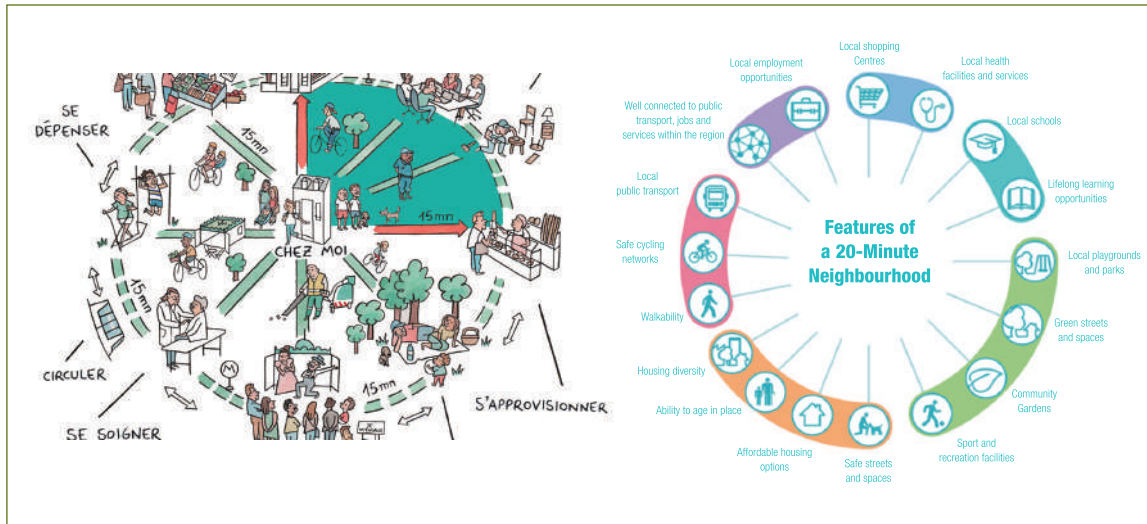 SE
DÉPENSER
15mn
15mn
CHEZ MOI
15mn
CIRCULER
M
15mn
SE SOIGNER
S'APPROVISIONNER
Features of
a 20-Minute
Neighbourhood
Local shopping
Centres
Local health
facilities and services
Local schools
Lifelong learning
opportunities
Local playgrounds
and parks
Green streets
and spaces
Community
Gardens
Sport and
recreation facilities
Safe streets
and spaces
Affordable housing
options
Ability to age in place
Housing diversity
Walkability
Safe cycling
networks
Local
public transport
Well connected to public
transport, jobs and
services within the region
Local employment
opportunities